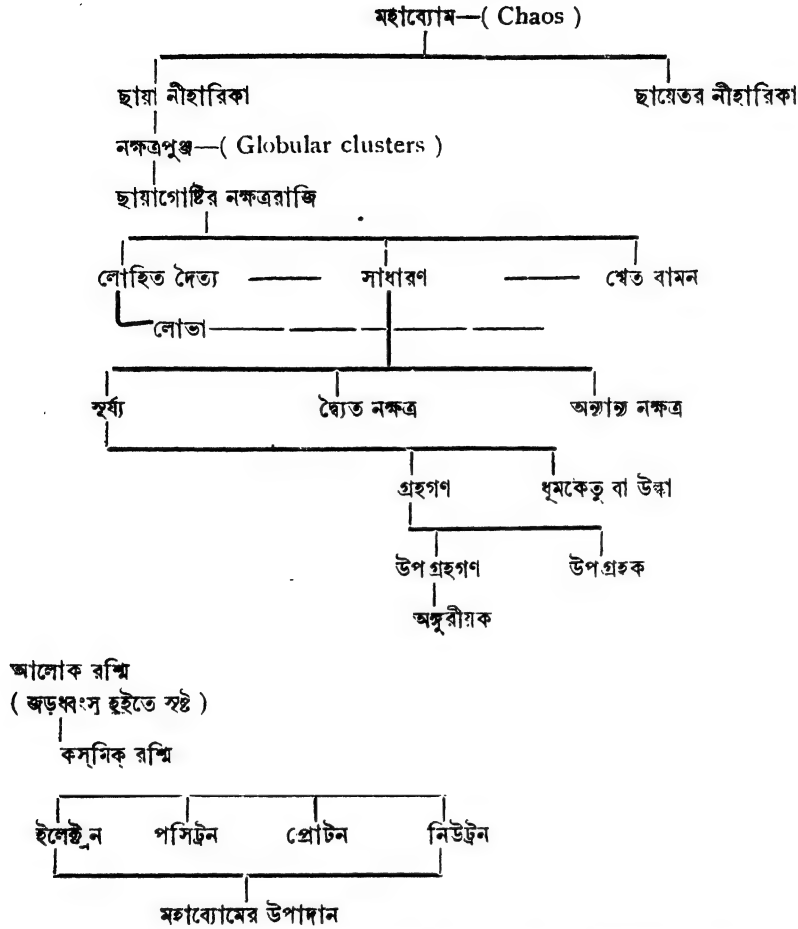 মহাব্যোম—( Chaos )
ছায়া নীহারিকা ছায়েতর নীহারিকা
নক্ষত্রপুঞ্জ—( Globular clusters )
ছায়াগোষ্টির নক্ষত্ররাজি
লোহিত দৈত্য সাধারণ শ্বেত বামন
লোভা
সূর্য্য দ্ব্যৈত নক্ষত্র অন্যান্য নক্ষত্র
গ্রহগণ ধূমকেতু বা উল্কা
উপগ্রহগণ উপগ্রহক
অঙ্গুরীয়ক
আলোক রশ্মি
( জড়ধ্বংস হইতে সৃষ্ট )
কস্‌মিক্ রশ্মি
ইলেক্ট্রন পসিট্রন প্রোটন নিউট্রন
মহাব্যোমের উপাদান